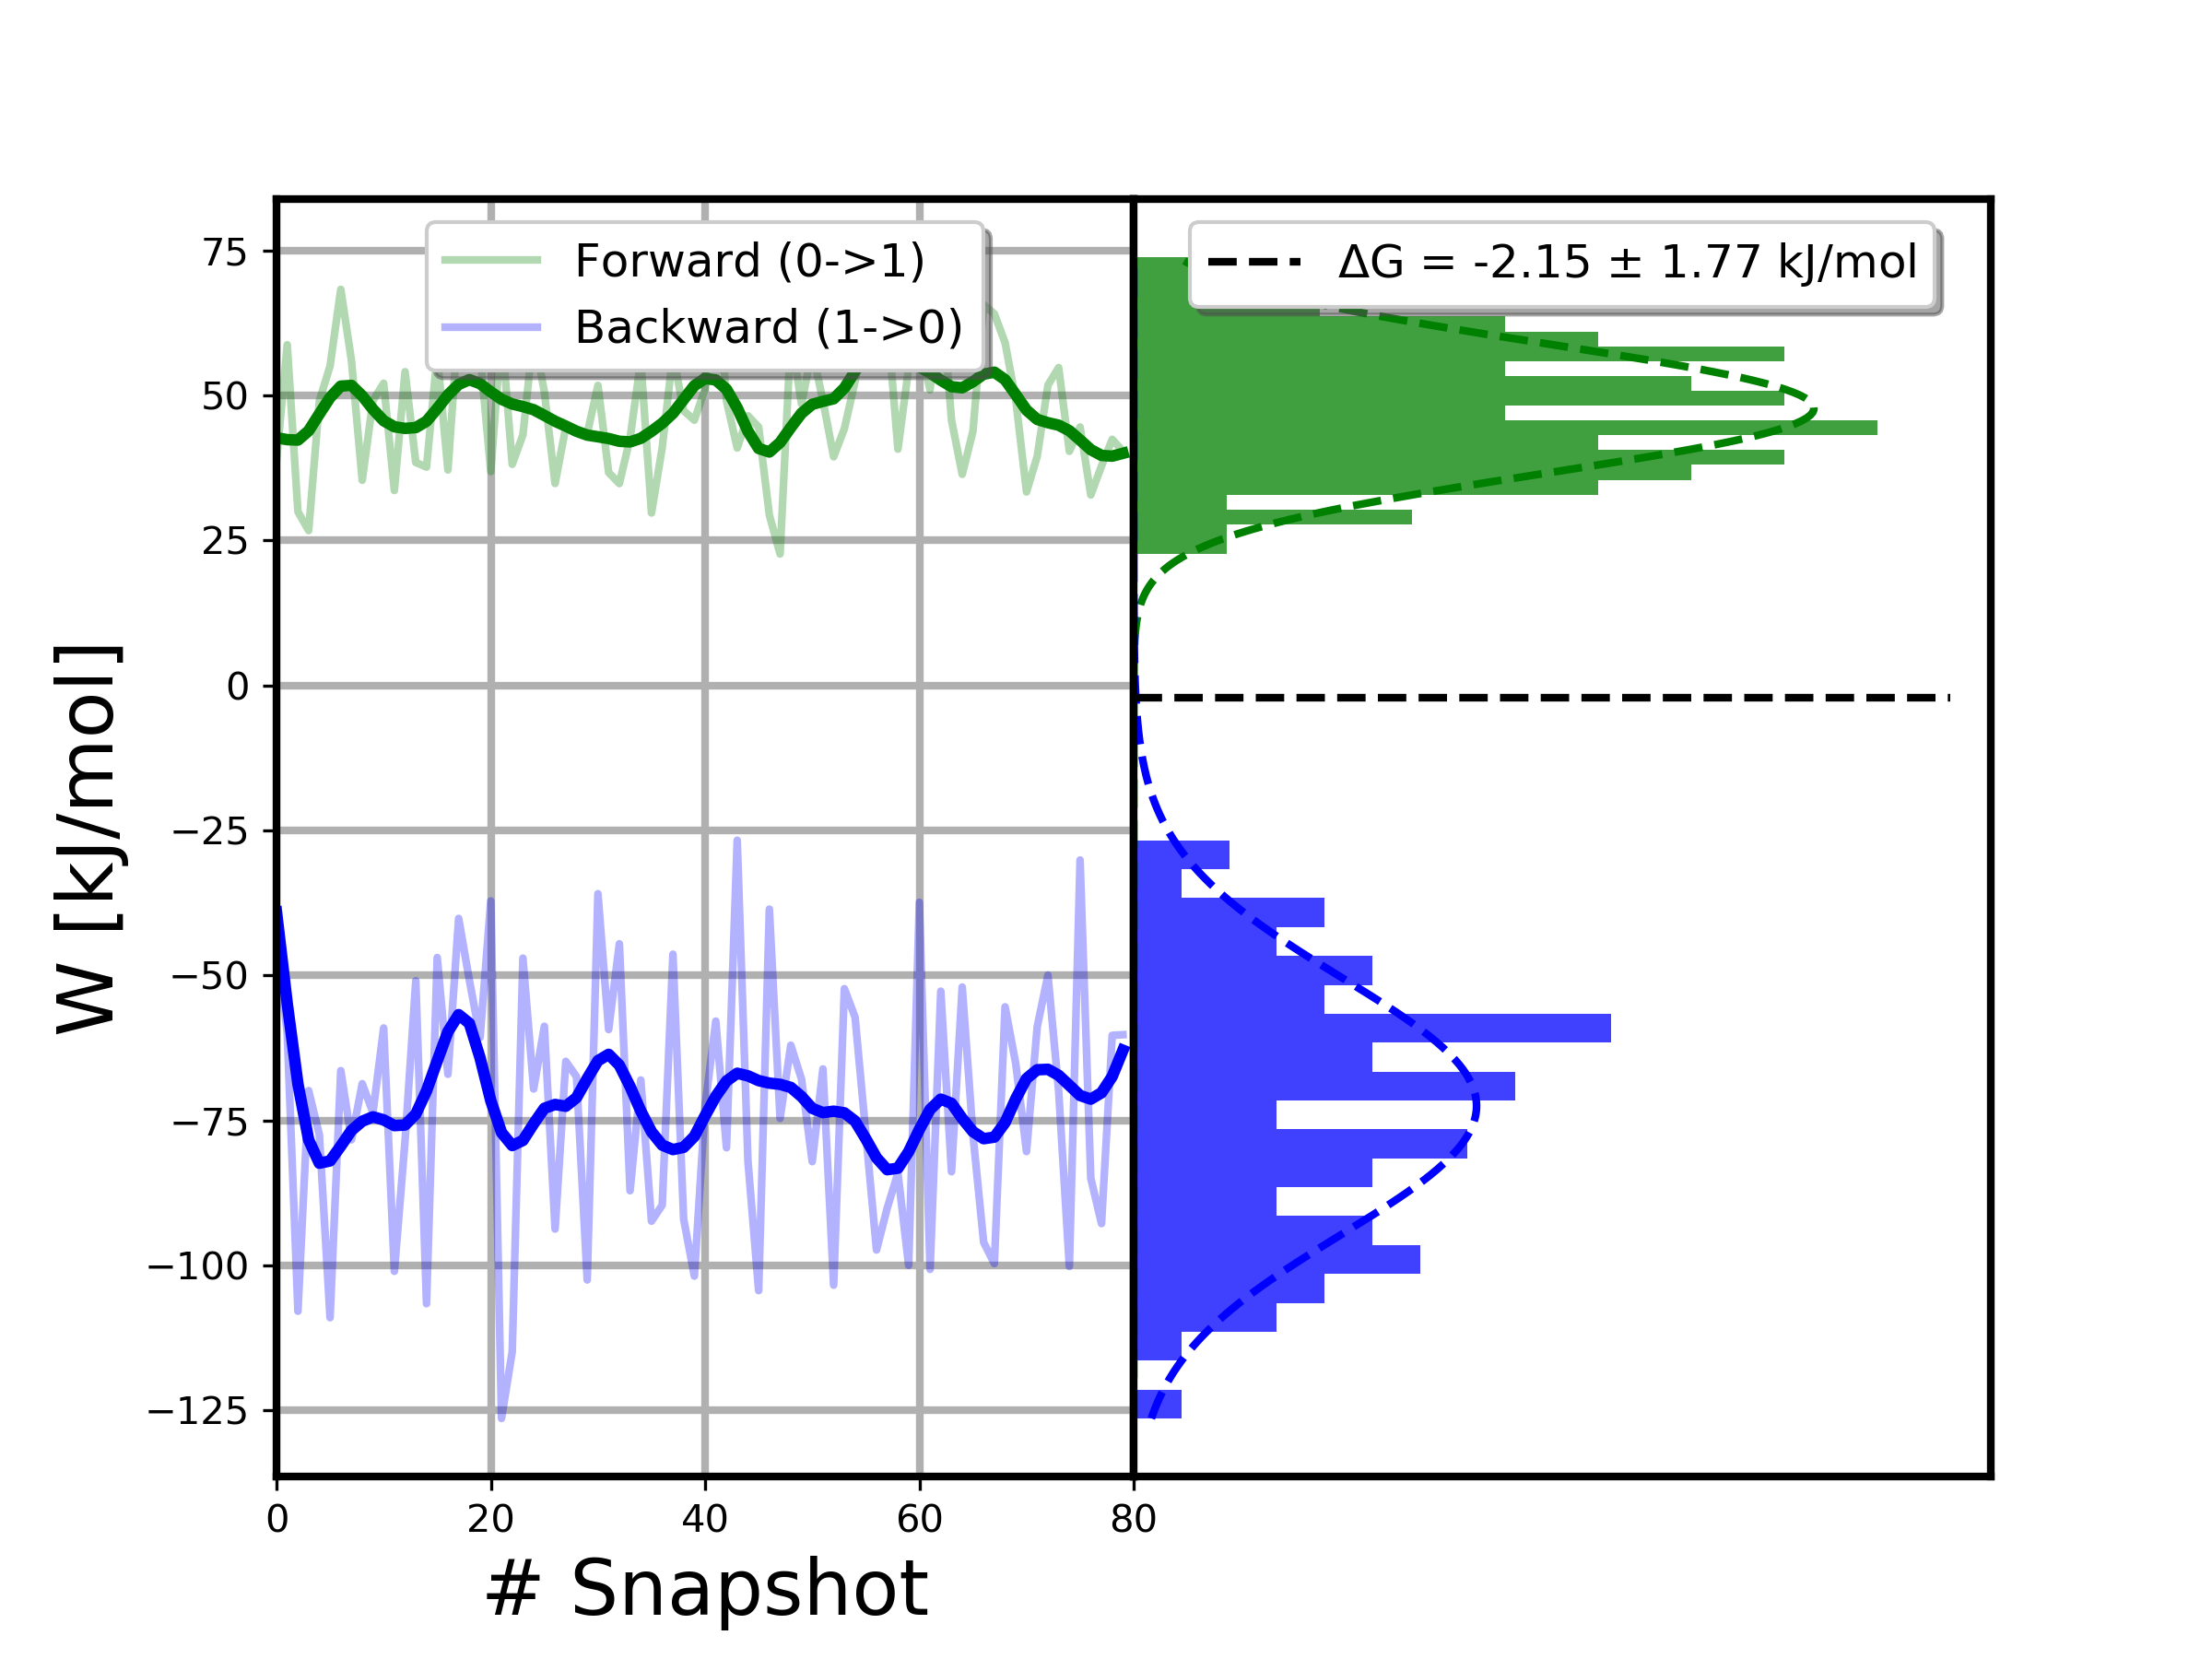 Forward (0->1)
Backward (1->0)
ΔG = -2.15 ± 1.77 kJ/mol
W [kJ/mol]
75
50
25
0
−25
−50
−75
−100
−125
0 20 40 60 80
# Snapshot